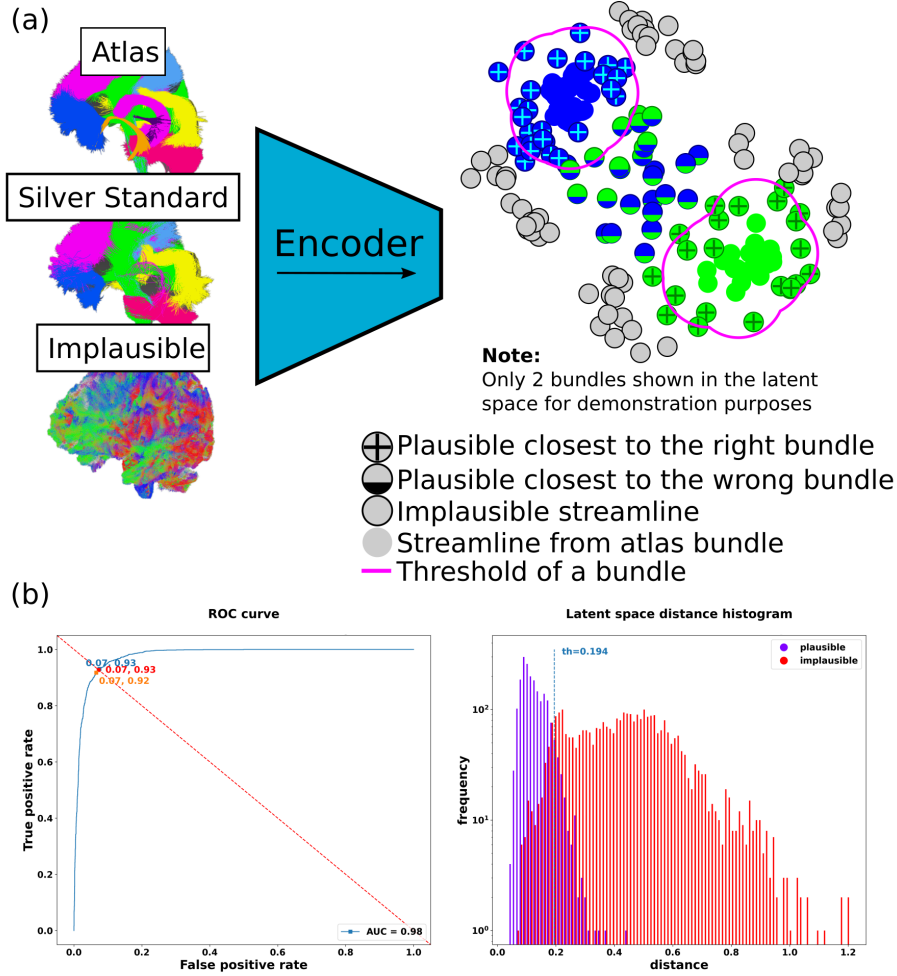 (a)
Atlas
Silver Standard
Implausible
Encoder
Note:
Only 2 bundles shown in the latent
space for demonstration purposes
Plausible closest to the right bundle
Plausible closest to the wrong bundle
Implausible streamline
Streamline from atlas bundle
Threshold of a bundle
(b)
ROC curve
True positive rate
1.0
0.8
0.6
0.4
0.2
0.0
0.07, 0.93
0.07, 0.93
0.07, 0.92
AUC = 0.98
0.0 0.2 0.4 0.6 0.8 1.0
False positive rate
Latent space distance histogram
frequency
10²
10¹
10⁰
th=0.194
plausible
implausible
0.0 0.2 0.4 0.6 0.8 1.0 1.2
distance